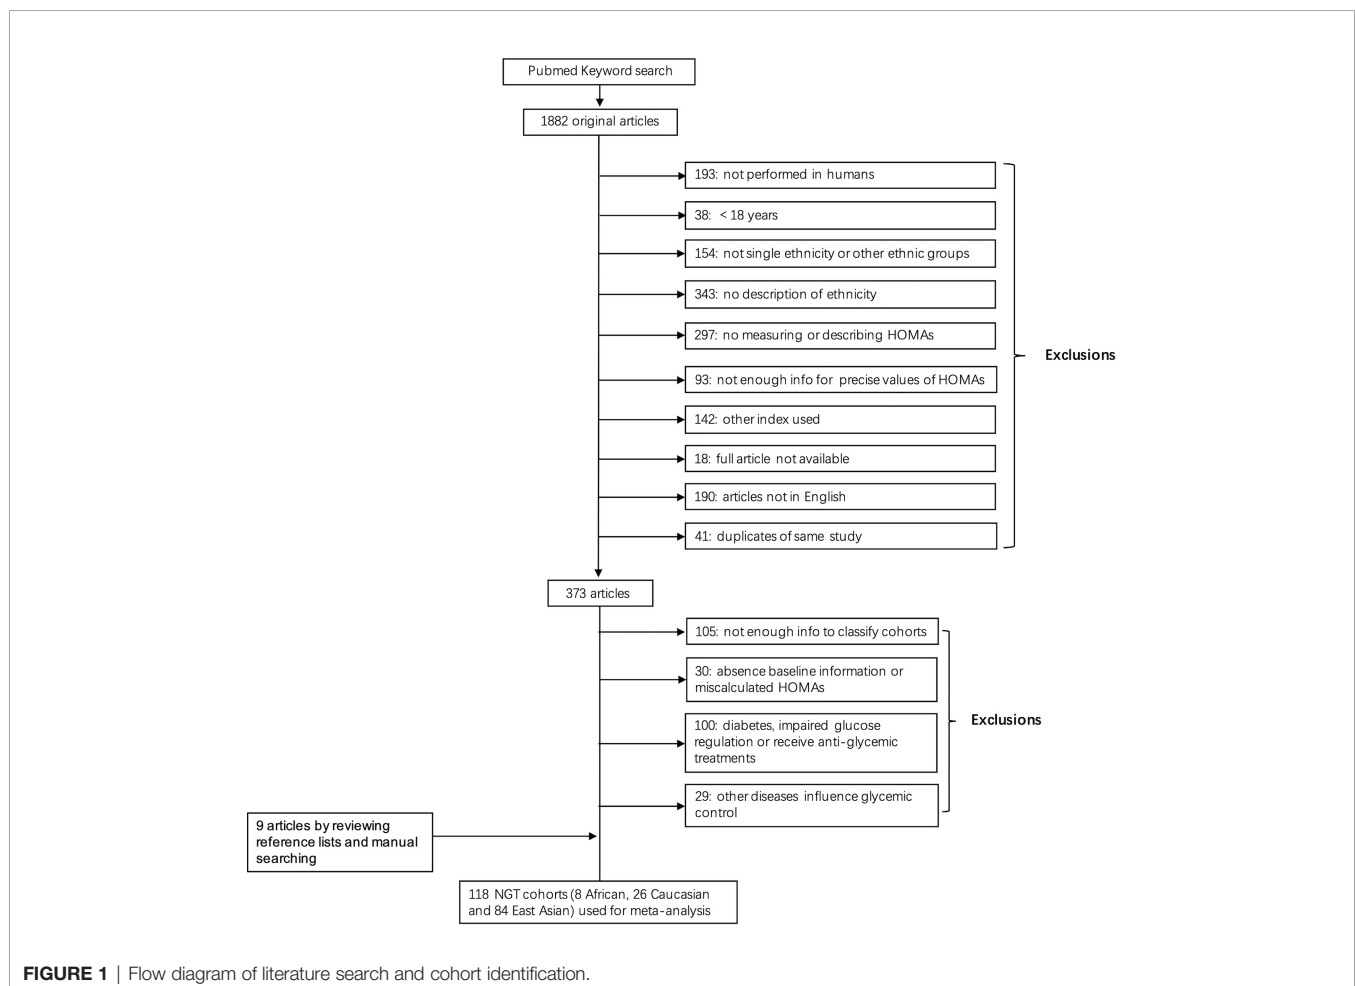 Pubmed Keyword search
1882 original articles
193: not performed in humans
38: < 18 years
154: not single ethnicity or other ethnic groups
343: no description of ethnicity
297: no measuring or describing HOMAs
93: not enough info for precise values of HOMAs
142: other index used
18: full article not available
190: articles not in English
41: duplicates of same study
Exclusions
373 articles
105: not enough info to classify cohorts
30: absence baseline information or
miscalculated HOMAs
100: diabetes, impaired glucose
regulation or receive anti-glycemic
treatments
29: other diseases influence glycemic
control
Exclusions
9 articles by reviewing
reference lists and manual
searching
118 NGT cohorts (8 African, 26 Caucasian
and 84 East Asian) used for meta-analysis
FIGURE 1 | Flow diagram of literature search and cohort identification.